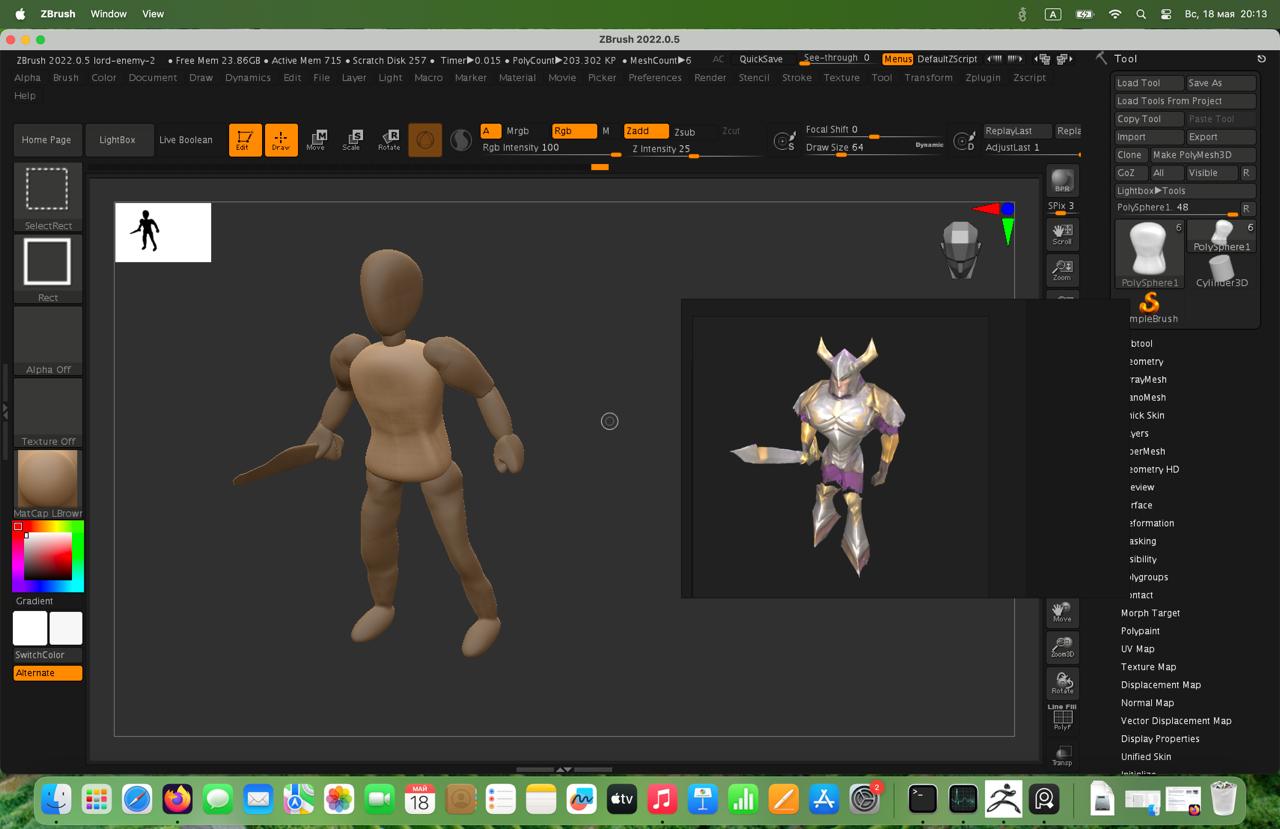 ZBrush Window View A Вс, 18 мая 20:13
ZBrush 2022.0.5
ZBrush 2022.0.5 lord-enemy-2 • Free Mem 23.86GB • Active Mem 715 • Scratch Disk 257 • Timer▶0.015 • PolyCount▶203.302 KP • MeshCount▶6 AC QuickSave See-through 0 Menus DefaultZScript
Tool
Alpha Brush Color Document Draw Dynamics Edit File Layer Light Macro Marker Material Movie Picker Preferences Render Stencil Stroke Texture Tool Transform Zplugin Zscript
Help
Home Page LightBox Live Boolean
Edit Draw Move Scale Rotate
A Mrgb Rgb M Zadd Zsub Zcut
Rgb Intensity 100 Z Intensity 25
S Focal Shift 0
Draw Size 64 Dynamic
D ReplayLast Repla
AdjustLast 1
SelectRect
Rect
Alpha Off
Texture Off
MatCap LBrown
Gradient
SwitchColor
Alternate
BPR
SPix 3
Scroll
Zoom
Move
Zoom3D
Rotate
Line Fill
PolyF
Transp
Load Tool Save As
Load Tools From Project
Copy Tool Paste Tool
Import Export
Clone Make PolyMesh3D
GoZ All Visible R
Lightbox▶Tools
PolySphere1. 48 R
6 6
PolySphere1
PolySphere1 Cylinder3D
mpleBrush
btool
eometry
rrayMesh
anoMesh
hick Skin
yers
berMesh
eometry HD
eview
rface
eformation
asking
sibility
olygroups
ontact
Morph Target
Polypaint
UV Map
Texture Map
Displacement Map
Normal Map
Vector Displacement Map
Display Properties
Unified Skin
Initialize
МАЙ
18
tv
2